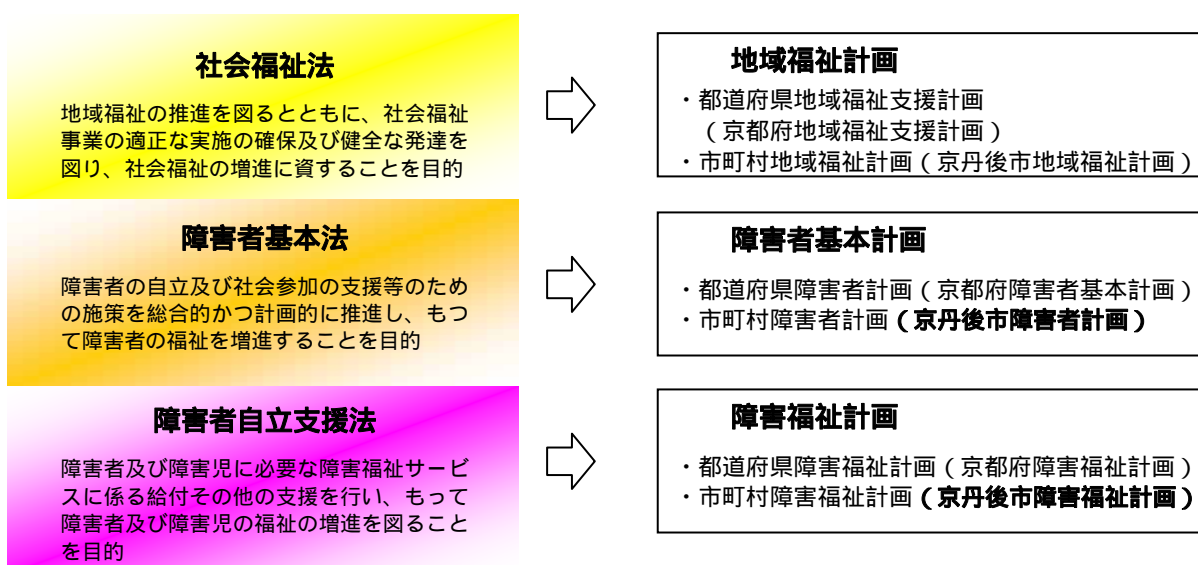 社会福祉法
地域福祉の推進を図るとともに、社会福祉
事業の適正な実施の確保及び健全な発達を
図り、社会福祉の増進に資することを目的
地域福祉計画
・都道府県地域福祉支援計画
（京都府地域福祉支援計画）
・市町村地域福祉計画（京丹後市地域福祉計画）
障害者基本法
障害者の自立及び社会参加の支援等のため
の施策を総合的かつ計画的に推進し、もつ
て障害者の福祉を増進することを目的
障害者基本計画
・都道府県障害者計画（京都府障害者基本計画）
・市町村障害者計画（京丹後市障害者計画）
障害者自立支援法
障害者及び障害児に必要な障害福祉サービ
スに係る給付その他の支援を行い、もって
障害者及び障害児の福祉の増進を図ること
を目的
障害福祉計画
・都道府県障害福祉計画（京都府障害福祉計画）
・市町村障害福祉計画（京丹後市障害福祉計画）